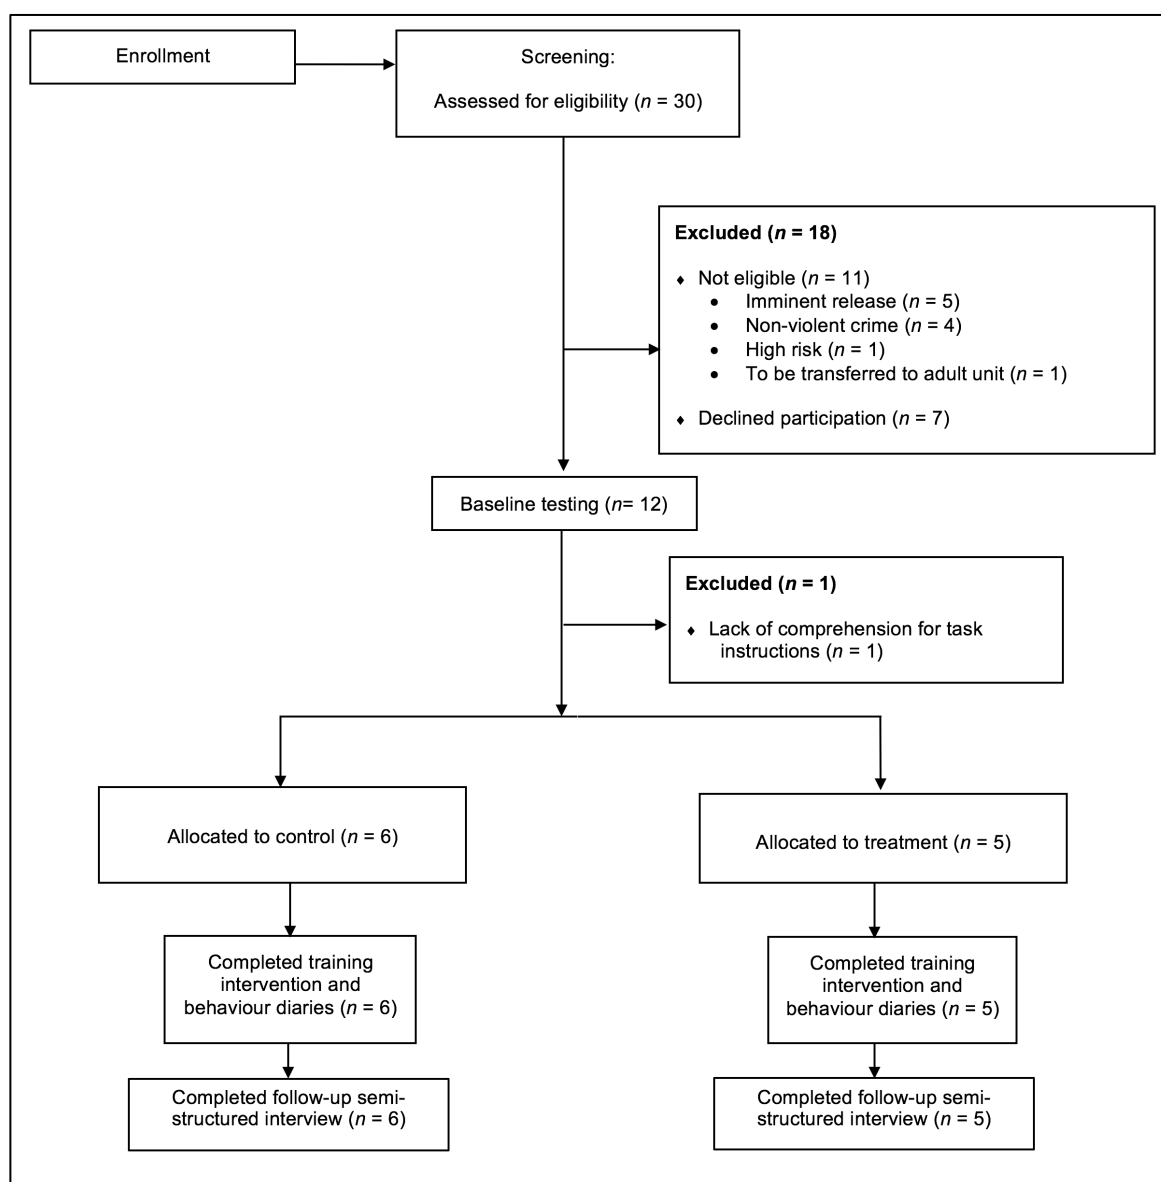 Enrollment
Screening:
Assessed for eligibility (n = 30)
Excluded (n = 18)
♦ Not eligible (n = 11)
• Imminent release (n = 5)
• Non-violent crime (n = 4)
• High risk (n = 1)
• To be transferred to adult unit (n = 1)
♦ Declined participation (n = 7)
Baseline testing (n= 12)
Excluded (n = 1)
♦ Lack of comprehension for task
instructions (n = 1)
Allocated to control (n = 6)
Allocated to treatment (n = 5)
Completed training
intervention and
behaviour diaries (n = 6)
Completed training
intervention and
behaviour diaries (n = 5)
Completed follow-up semi-
structured interview (n = 6)
Completed follow-up semi-
structured interview (n = 5)